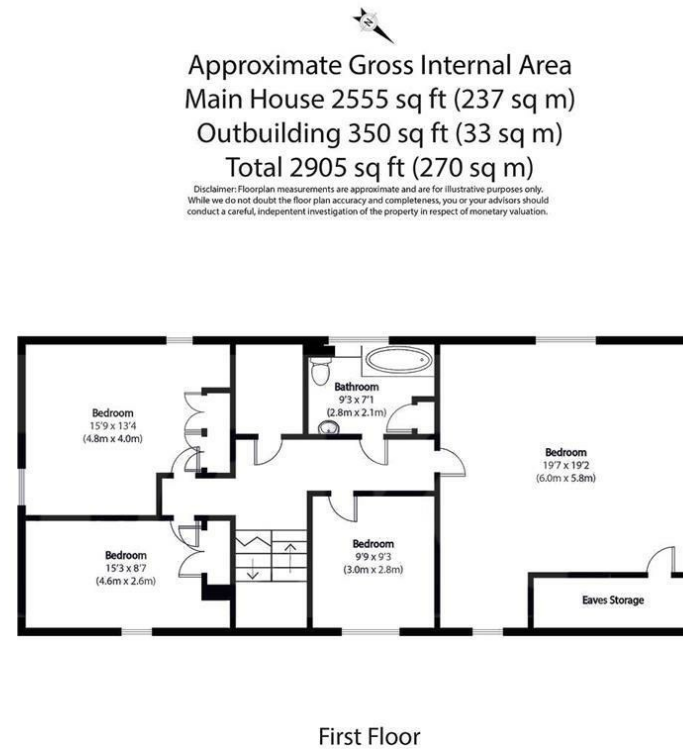 N
Approximate Gross Internal Area
Main House 2555 sq ft (237 sq m)
Outbuilding 350 sq ft (33 sq m)
Total 2905 sq ft (270 sq m)
Disclaimer: Floorplan measurements are approximate and are for illustrative purposes only.
While we do not doubt the floor plan accuracy and completeness, you or your advisors should
conduct a careful, independent investigation of the property in respect of monetary valuation.
Bathroom
9'3 x 7'1
(2.8m x 2.1m)
Bedroom
15'9 x 13'4
(4.8m x 4.0m)
Bedroom
19'7 x 19'2
(6.0m x 5.8m)
Bedroom
15'3 x 8'7
(4.6m x 2.6m)
Bedroom
9'9 x 9'3
(3.0m x 2.8m)
Eaves Storage
First Floor